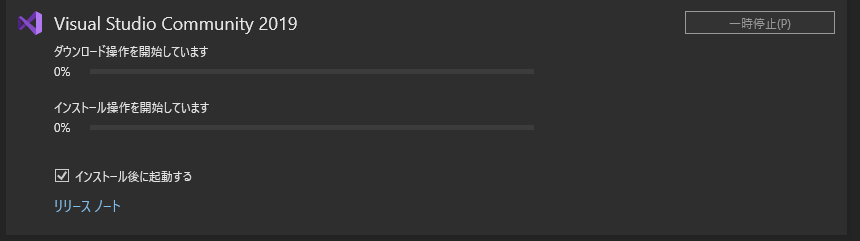 Visual Studio Community 2019
一時停止(P)
ダウンロード操作を開始しています
0%
インストール操作を開始しています
0%
インストール後に起動する
リリース ノート